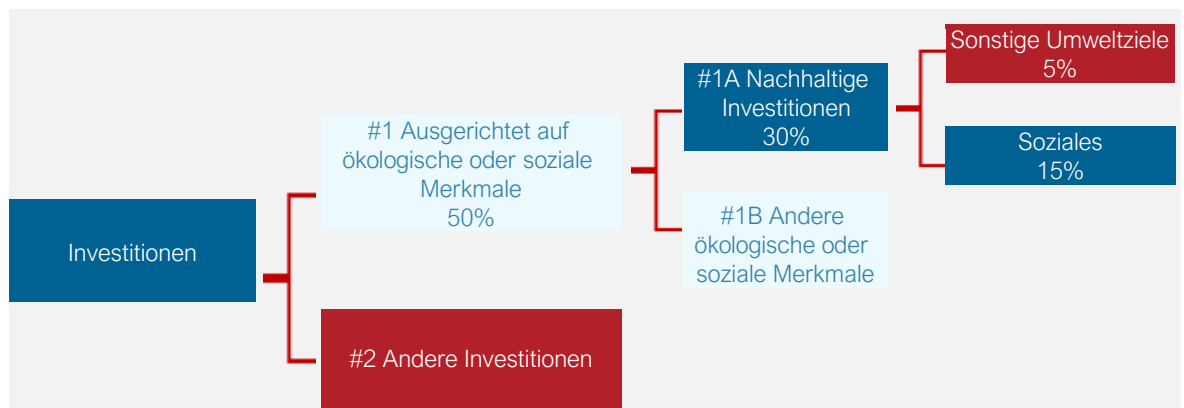 Investitionen
#1 Ausgerichtet auf
ökologische oder soziale
Merkmale
50%
#2 Andere Investitionen
#1A Nachhaltige
Investitionen
30%
#1B Andere
ökologische oder
soziale Merkmale
Sonstige Umweltziele
5%
Soziales
15%